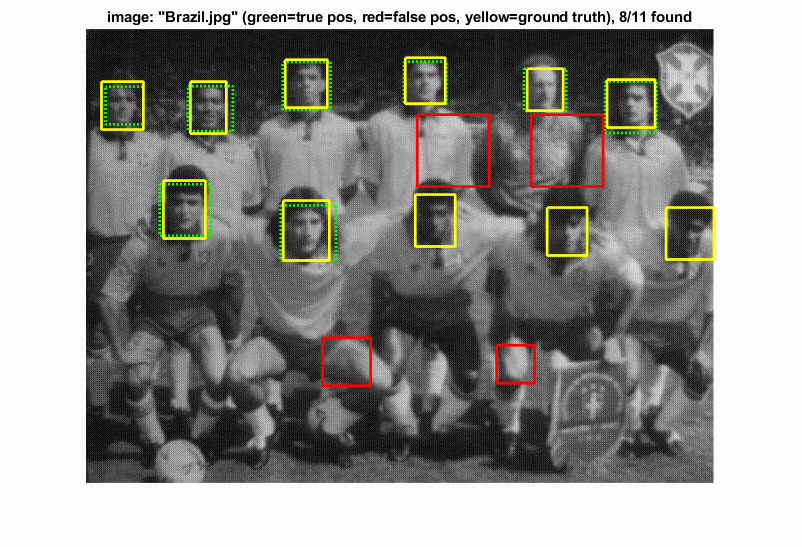 image: "Brazil.jpg" (green=true pos, red=false pos, yellow=ground truth), 8/11 found